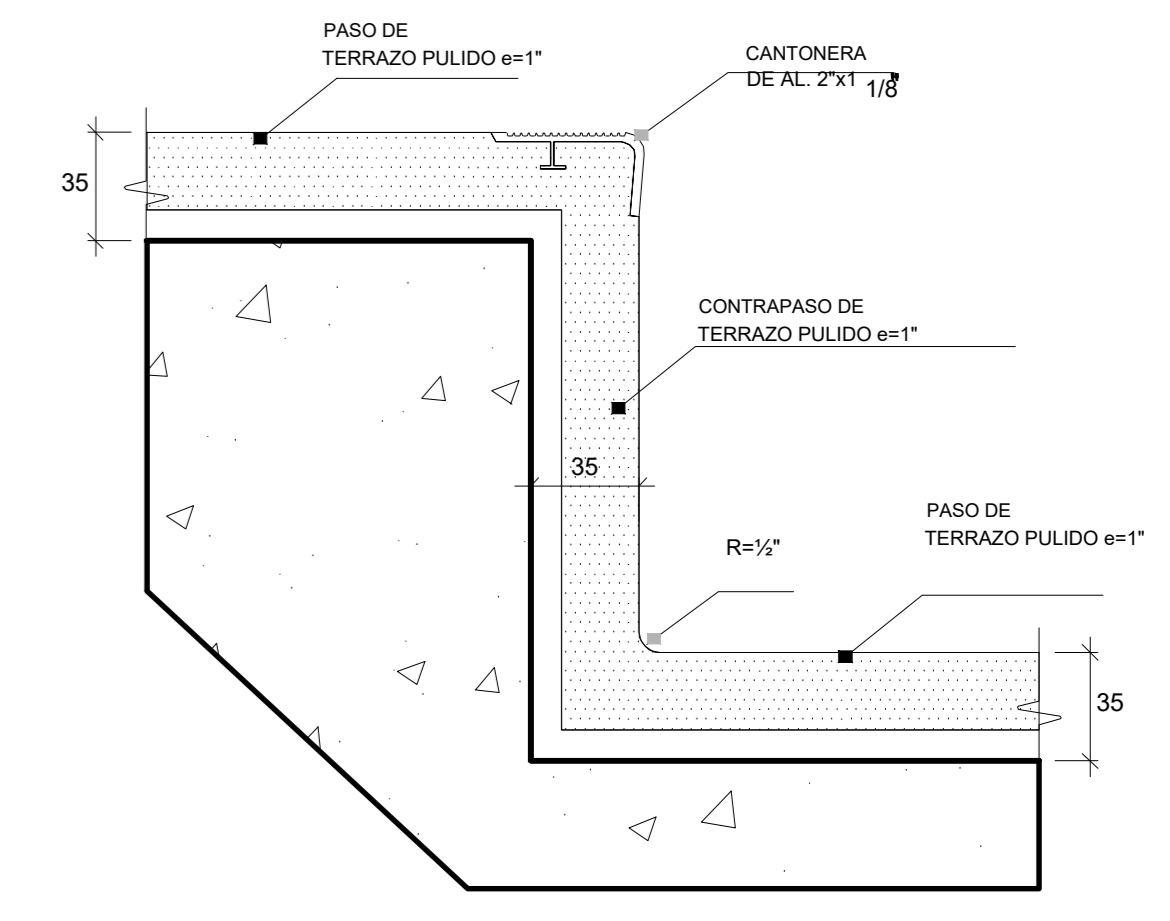 PASO DE
TERRAZO PULIDO e=1"
CANTONERA
DE AL. 2"x1 1/8"
35
CONTRAPASO DE
TERRAZO PULIDO e=1"
35
PASO DE
TERRAZO PULIDO e=1"
R=½"
35